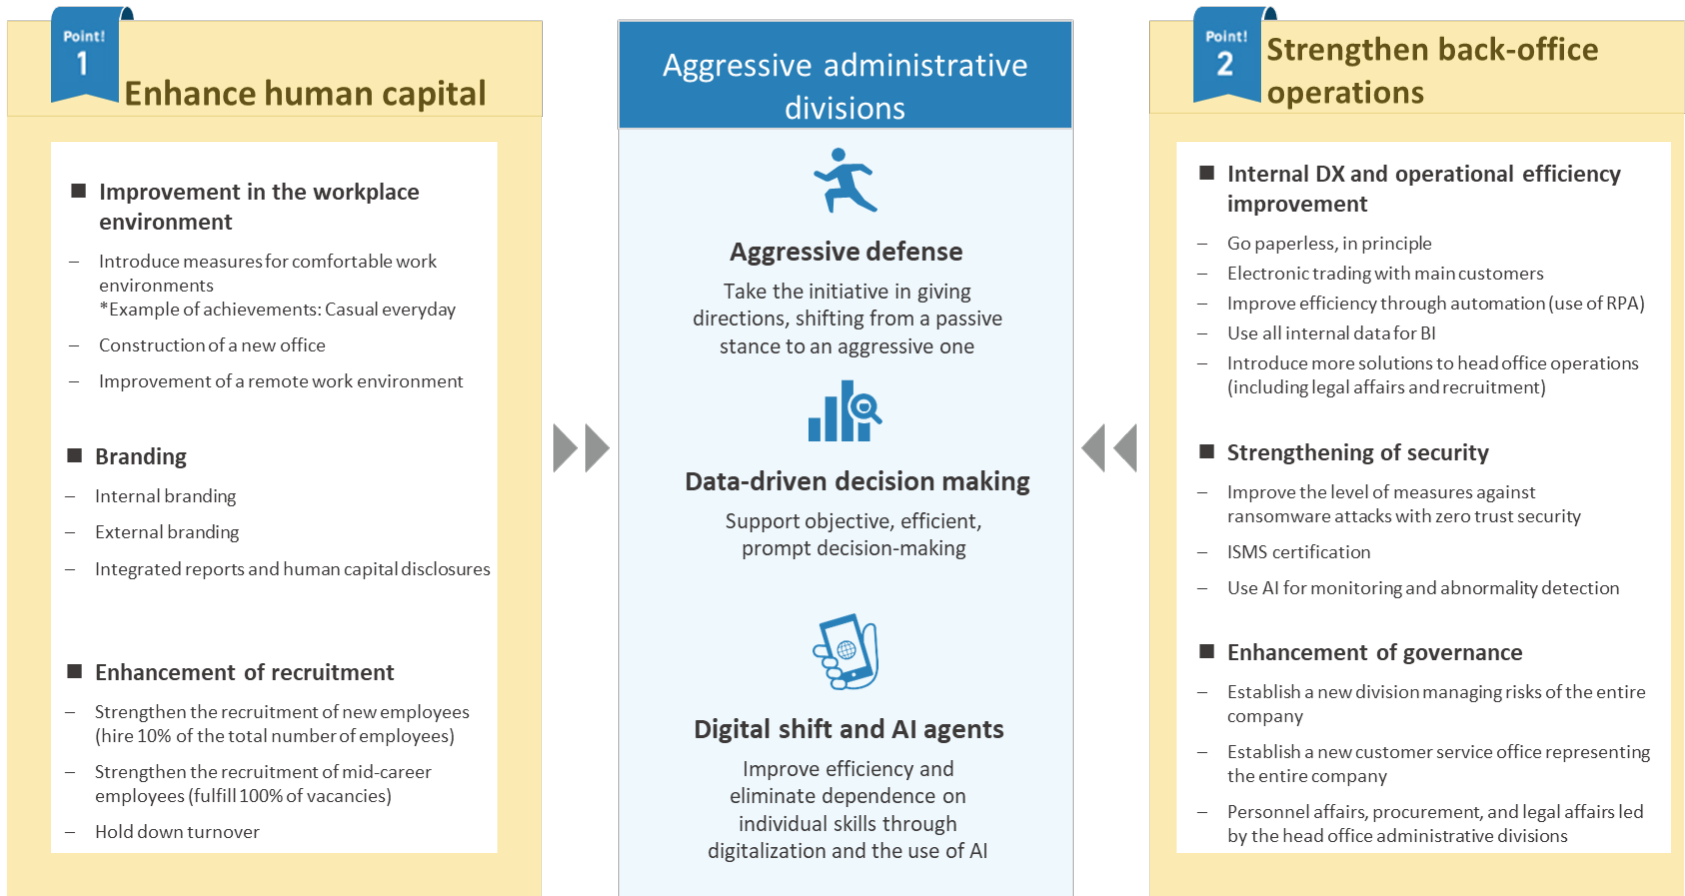 Point!
1
Enhance human capital
■ Improvement in the workplace
environment
– Introduce measures for comfortable work
environments
*Example of achievements: Casual everyday
– Construction of a new office
– Improvement of a remote work environment
■ Branding
– Internal branding
– External branding
– Integrated reports and human capital disclosures
■ Enhancement of recruitment
– Strengthen the recruitment of new employees
(hire 10% of the total number of employees)
– Strengthen the recruitment of mid-career
employees (fulfill 100% of vacancies)
– Hold down turnover
Aggressive administrative
divisions
Aggressive defense
Take the initiative in giving
directions, shifting from a passive
stance to an aggressive one
Data-driven decision making
Support objective, efficient,
prompt decision-making
Digital shift and AI agents
Improve efficiency and
eliminate dependence on
individual skills through
digitalization and the use of AI
Point!
2
Strengthen back-office
operations
■ Internal DX and operational efficiency
improvement
– Go paperless, in principle
– Electronic trading with main customers
– Improve efficiency through automation (use of RPA)
– Use all internal data for BI
– Introduce more solutions to head office operations
(including legal affairs and recruitment)
■ Strengthening of security
– Improve the level of measures against
ransomware attacks with zero trust security
– ISMS certification
– Use AI for monitoring and abnormality detection
■ Enhancement of governance
– Establish a new division managing risks of the entire
company
– Establish a new customer service office representing
the entire company
– Personnel affairs, procurement, and legal affairs led
by the head office administrative divisions